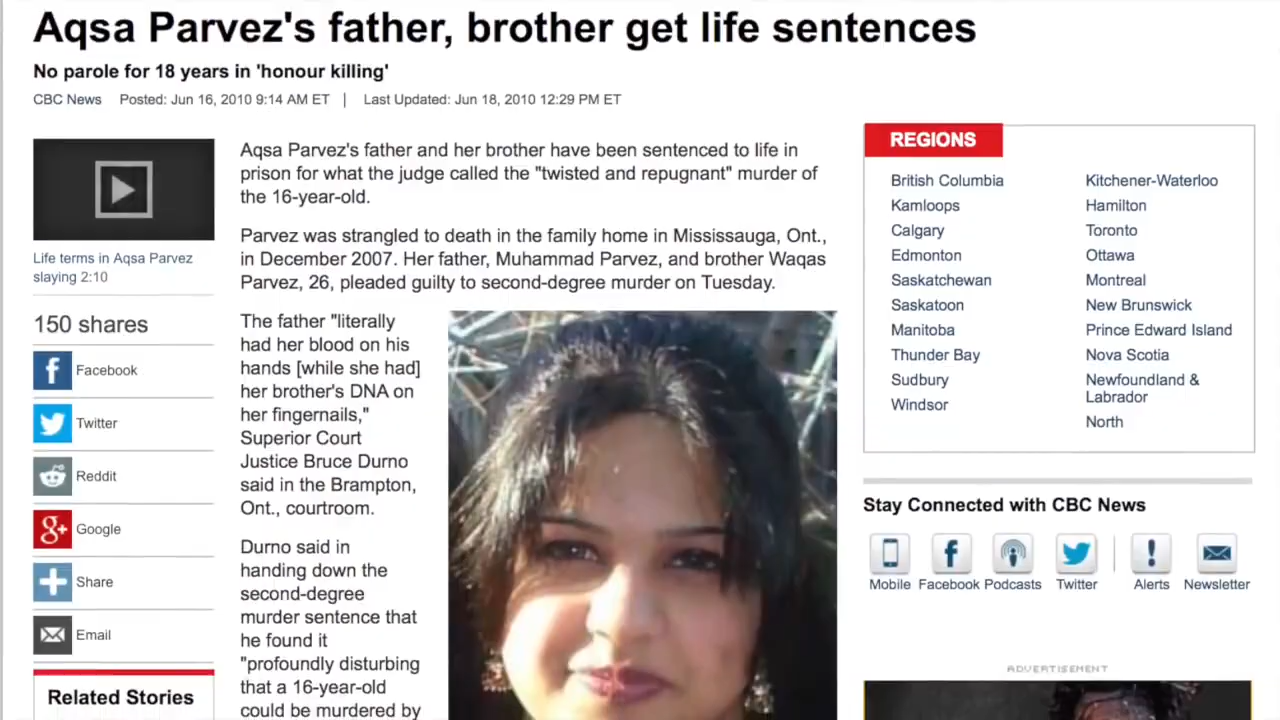 Aqsa Parvez's father, brother get life sentences
No parole for 18 years in 'honour killing'
CBC News Posted: Jun 16, 2010 9:14 AM ET | Last Updated: Jun 18, 2010 12:29 PM ET
Life terms in Aqsa Parvez
slaying 2:10
150 shares
Facebook
Twitter
Reddit
Google
Share
Email
Related Stories
Aqsa Parvez's father and her brother have been sentenced to life in
prison for what the judge called the "twisted and repugnant" murder of
the 16-year-old.
Parvez was strangled to death in the family home in Mississauga, Ont.,
in December 2007. Her father, Muhammad Parvez, and brother Waqas
Parvez, 26, pleaded guilty to second-degree murder on Tuesday.
The father "literally
had her blood on his
hands [while she had]
her brother's DNA on
her fingernails,"
Superior Court
Justice Bruce Durno
said in the Brampton,
Ont., courtroom.
Durno said in
handing down the
second-degree
murder sentence that
he found it
"profoundly disturbing
that a 16-year-old
could be murdered by
REGIONS
British Columbia
Kamloops
Calgary
Edmonton
Saskatchewan
Saskatoon
Manitoba
Thunder Bay
Sudbury
Windsor
Kitchener-Waterloo
Hamilton
Toronto
Ottawa
Montreal
New Brunswick
Prince Edward Island
Nova Scotia
Newfoundland &
Labrador
North
Stay Connected with CBC News
Mobile Facebook Podcasts Twitter Alerts Newsletter
ADVERTISEMENT